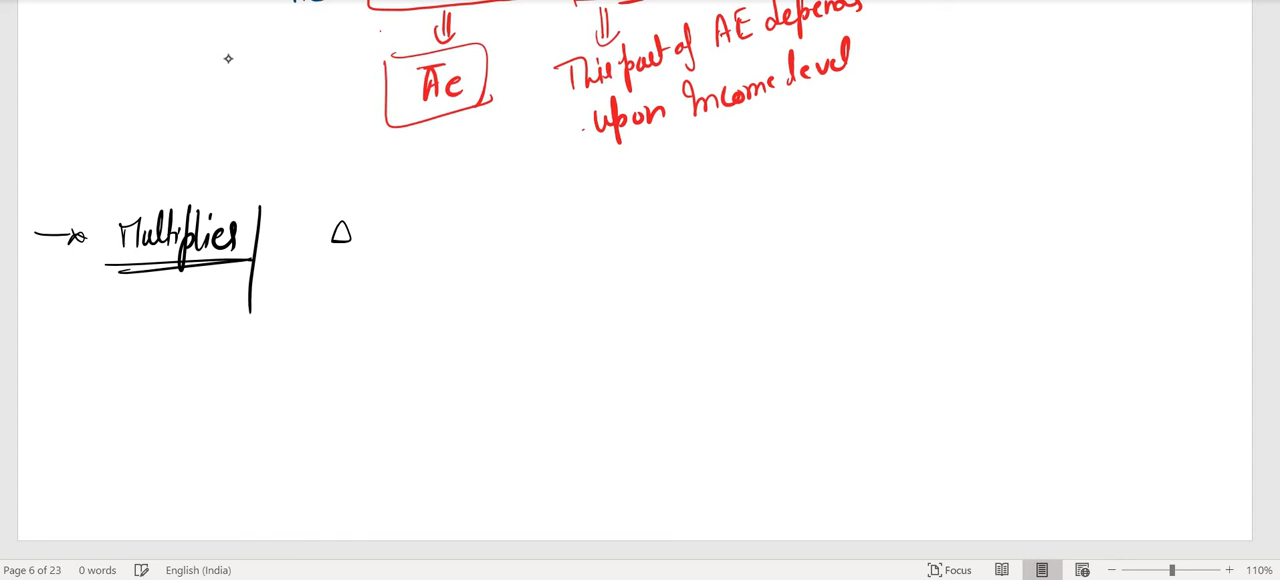 This part of AE depends
upon Income level
Ae
→ Multiplier Δ
Page 6 of 23 0 words English (India) Focus 110%